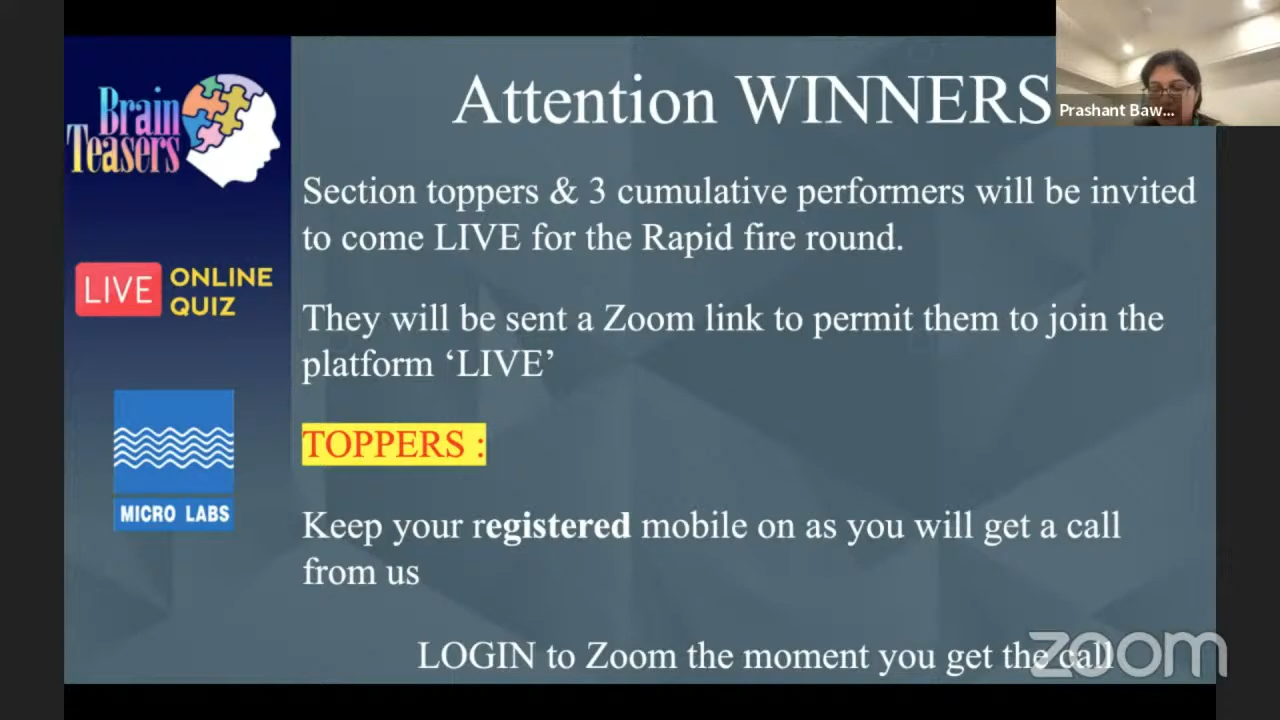 Attention WINNERS
Prashant Baw...
Brain
Teasers
Section toppers & 3 cumulative performers will be invited
to come LIVE for the Rapid fire round.
LIVE ONLINE
QUIZ
They will be sent a Zoom link to permit them to join the
platform ‘LIVE’
TOPPERS :
MICRO LABS
Keep your registered mobile on as you will get a call
from us
LOGIN to Zoom the moment you get the call
zoom